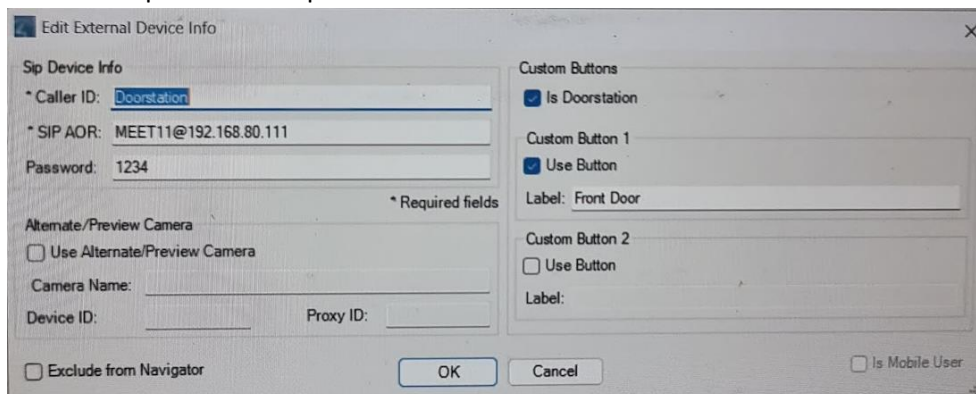 Edit External Device Info
Sip Device Info
* Caller ID: Doorstation
* SIP AOR: MEET11@192.168.80.111
Password: 1234
* Required fields
Alternate/Preview Camera
Use Alternate/Preview Camera
Camera Name:
Device ID: Proxy ID:
Exclude from Navigator
OK
Cancel
Custom Buttons
Is Doorstation
Custom Button 1
Use Button
Label: Front Door
Custom Button 2
Use Button
Label:
Is Mobile User